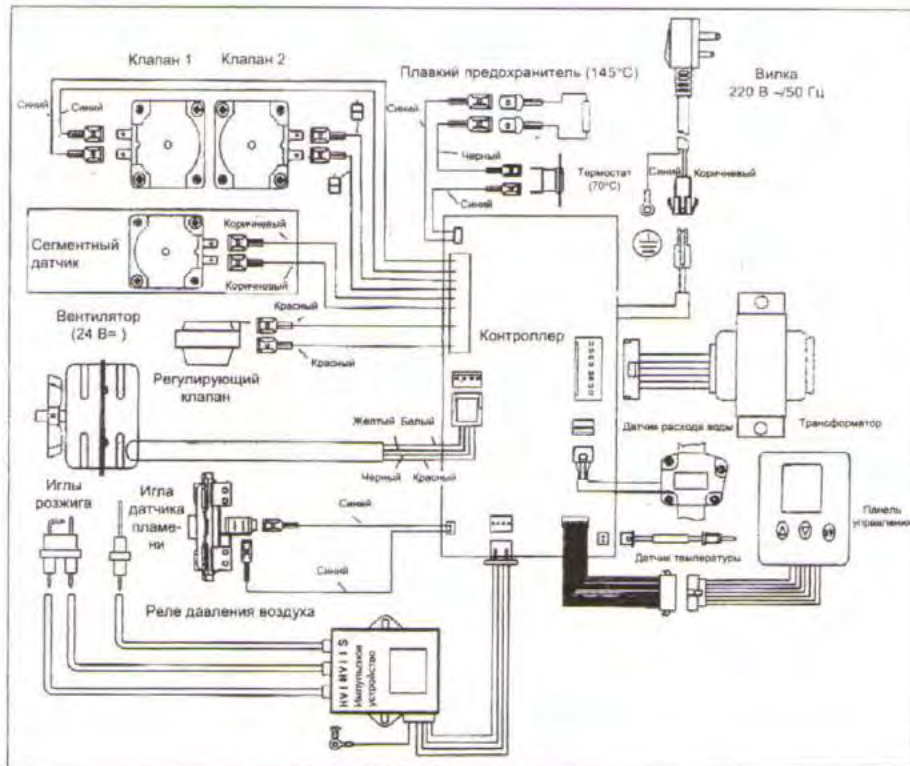 Клапан 1 Клапан 2
Плавкий предохранитель (145°C)
Вилка
220 В ~/50 Гц
Синий
Синий
Синий
Черный
Термостат
(70°C)
Синий
Синий
Коричневый
Сегментный
датчик
Коричневый
Коричневый
Вентилятор
(24 В= )
Красный
Красный
Регулирующий
клапан
Контроллер
Желтый Белый
Черный Красный
Датчик расхода воды
Трансформатор
Иглы
розжига
Игла
датчика
пламе-
ни
Синий
Синий
Панель
управления
Датчик температуры
Реле давления воздуха
Импульсное
устройство